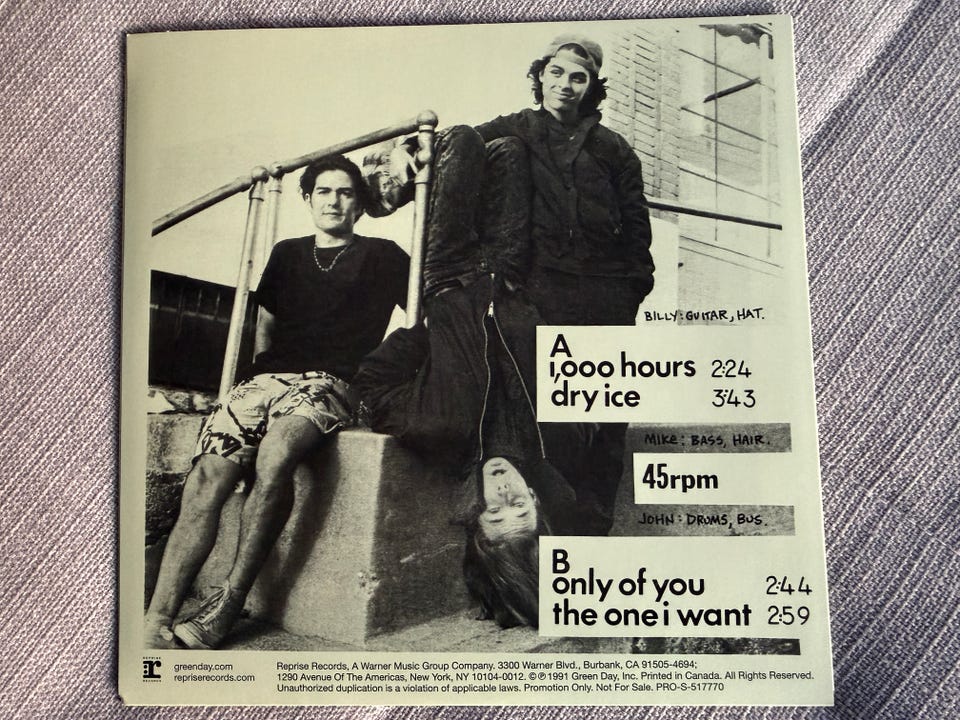 BILLY: GUITAR, HAT.
A
1,000 hours 2:24
dry ice 3:43
MIKE: BASS, HAIR.
45rpm
JOHN: DRUMS, BUS.
B
only of you 2:44
the one i want 2:59
REPRISE
r
RECORDS
greenday.com
repriserecords.com
Reprise Records, A Warner Music Group Company. 3300 Warner Blvd., Burbank, CA 91505-4694;
1290 Avenue Of The Americas, New York, NY 10104-0012. ©℗1991 Green Day, Inc. Printed in Canada. All Rights Reserved.
Unauthorized duplication is a violation of applicable laws. Promotion Only. Not For Sale. PRO-S-517770